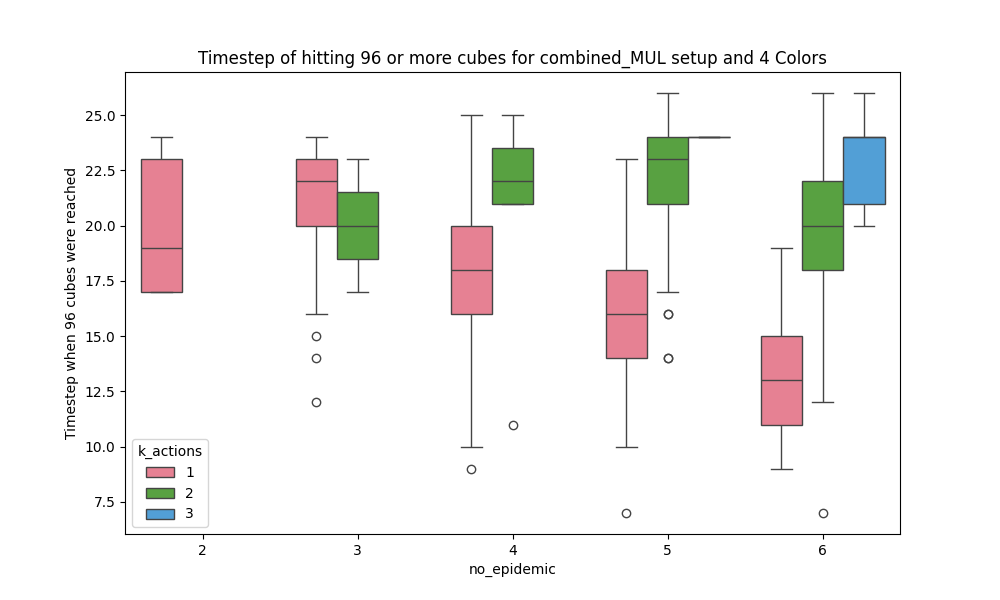 Timestep of hitting 96 or more cubes for combined_MUL setup and 4 Colors
Timestep when 96 cubes were reached
25.0
22.5
20.0
17.5
15.0
12.5
10.0
7.5
k_actions
1
2
3
2 3 4 5 6
no_epidemic